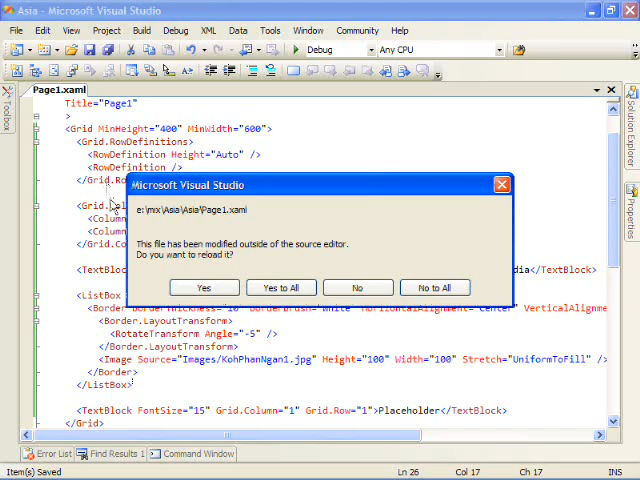 Asia - Microsoft Visual Studio
File Edit View Project Build Debug XML Data Tools Window Community Help
Debug Any CPU
Page1.xaml
Toolbox
Solution Explorer
Properties
Title="Page1"
>
<Grid MinHeight="400" MinWidth="600">
<Grid.RowDefinitions>
<RowDefinition Height="Auto" />
<RowDefinition />
</Grid.Ro
<Grid.
<Column
<Column
</Grid.Co
<TextBlock dia</TextBlock>
<ListBox
Microsoft Visual Studio
e:\mix\Asia\Asia\Page1.xaml
This file has been modified outside of the source editor.
Do you want to reload it?
Yes Yes to All No No to All
<Border BorderThickness="10" BorderBrush="White" HorizontalAlignment="Center" VerticalAlignme
<Border.LayoutTransform>
<RotateTransform Angle="-5" />
</Border.LayoutTransform>
<Image Source="Images/KohPhanNgan1.jpg" Height="100" Width="100" Stretch="UniformToFill" />
</Border>
</ListBox>
<TextBlock FontSize="15" Grid.Column="1" Grid.Row="1">Placeholder</TextBlock>
</Grid>
Error List Find Results 1 Command Window
Item(s) Saved Ln 26 Col 17 Ch 17 INS